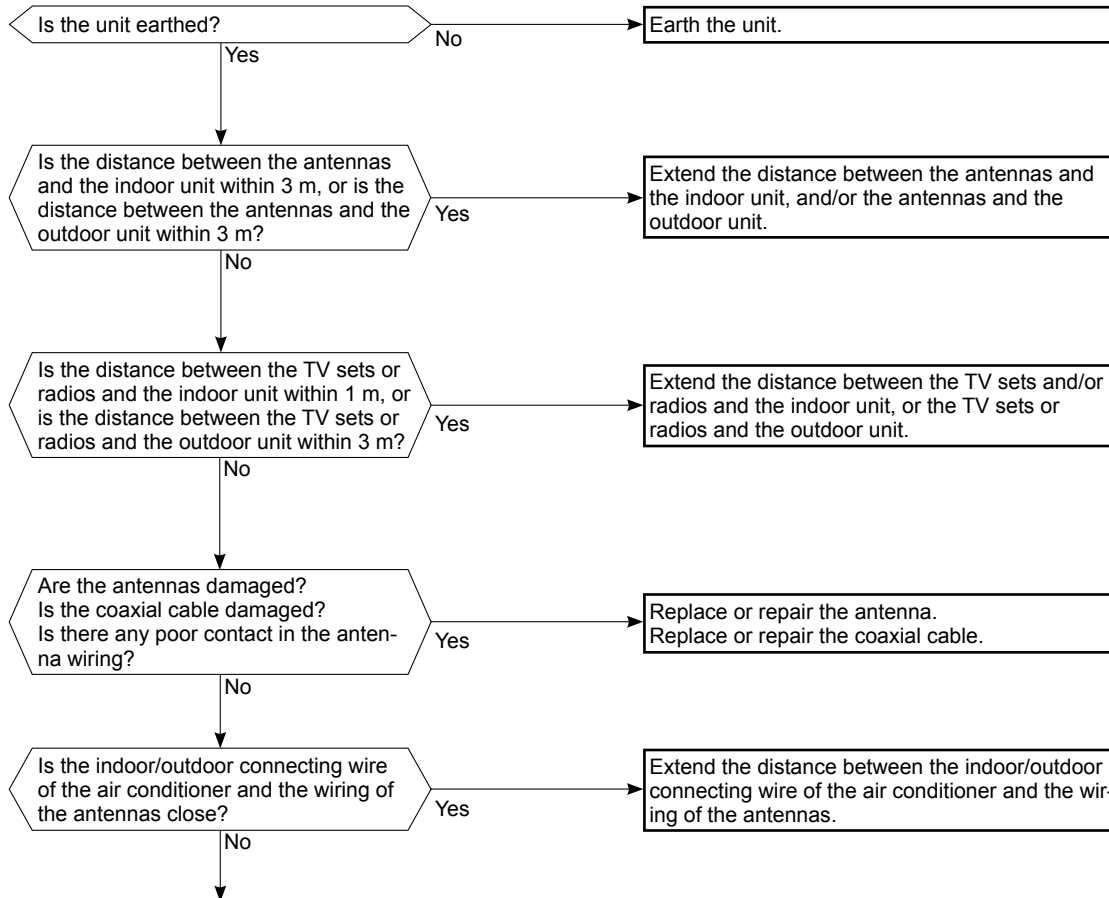 Is the unit earthed?
No
Earth the unit.
Yes
Is the distance between the antennas
and the indoor unit within 3 m, or is the
distance between the antennas and the
outdoor unit within 3 m?
Yes
Extend the distance between the antennas and
the indoor unit, and/or the antennas and the
outdoor unit.
No
Is the distance between the TV sets or
radios and the indoor unit within 1 m, or
is the distance between the TV sets or
radios and the outdoor unit within 3 m?
Yes
Extend the distance between the TV sets and/or
radios and the indoor unit, or the TV sets or
radios and the outdoor unit.
No
Are the antennas damaged?
Is the coaxial cable damaged?
Is there any poor contact in the anten-
na wiring?
Yes
Replace or repair the antenna.
Replace or repair the coaxial cable.
No
Is the indoor/outdoor connecting wire
of the air conditioner and the wiring of
the antennas close?
Yes
Extend the distance between the indoor/outdoor
connecting wire of the air conditioner and the wir-
ing of the antennas.
No